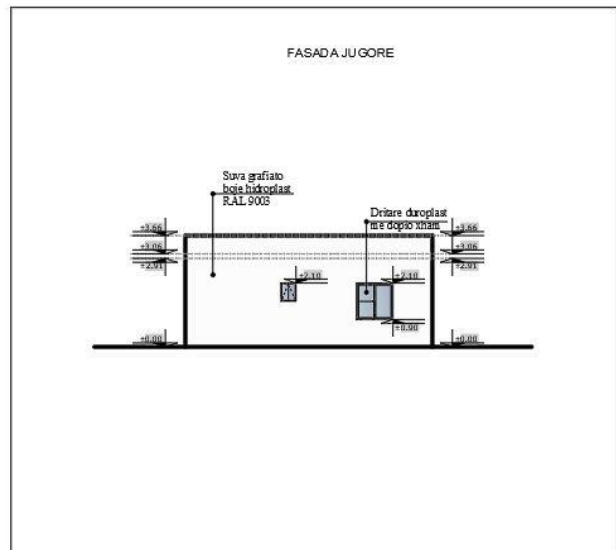 FASADA JUGORE
Suva grafiato
boje hidroplast
RAL 9003
Dritare duroplast
me dopio xham
+3.66
+3.66
+3.06
+3.06
+2.91
+2.91
+2.10
+2.10
+0.90
±0.00
±0.00